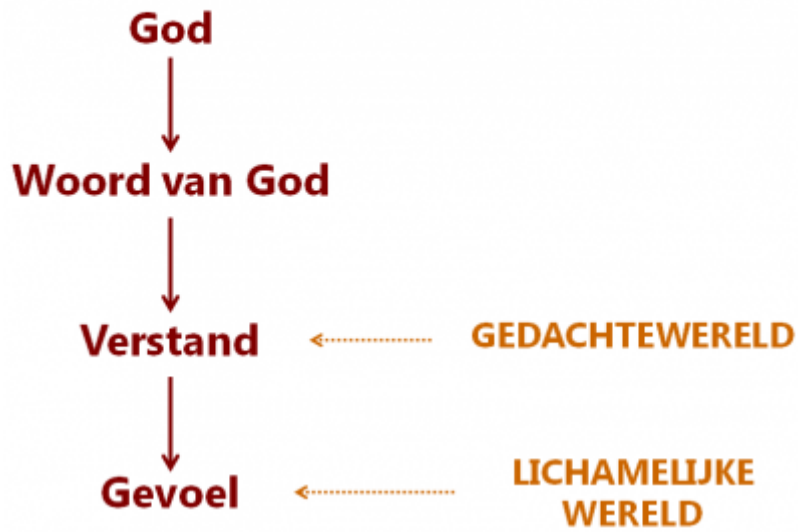 God
Woord van God
Verstand
GEDACHTEWERELD
Gevoel
LICHAMELIJKE
WERELD